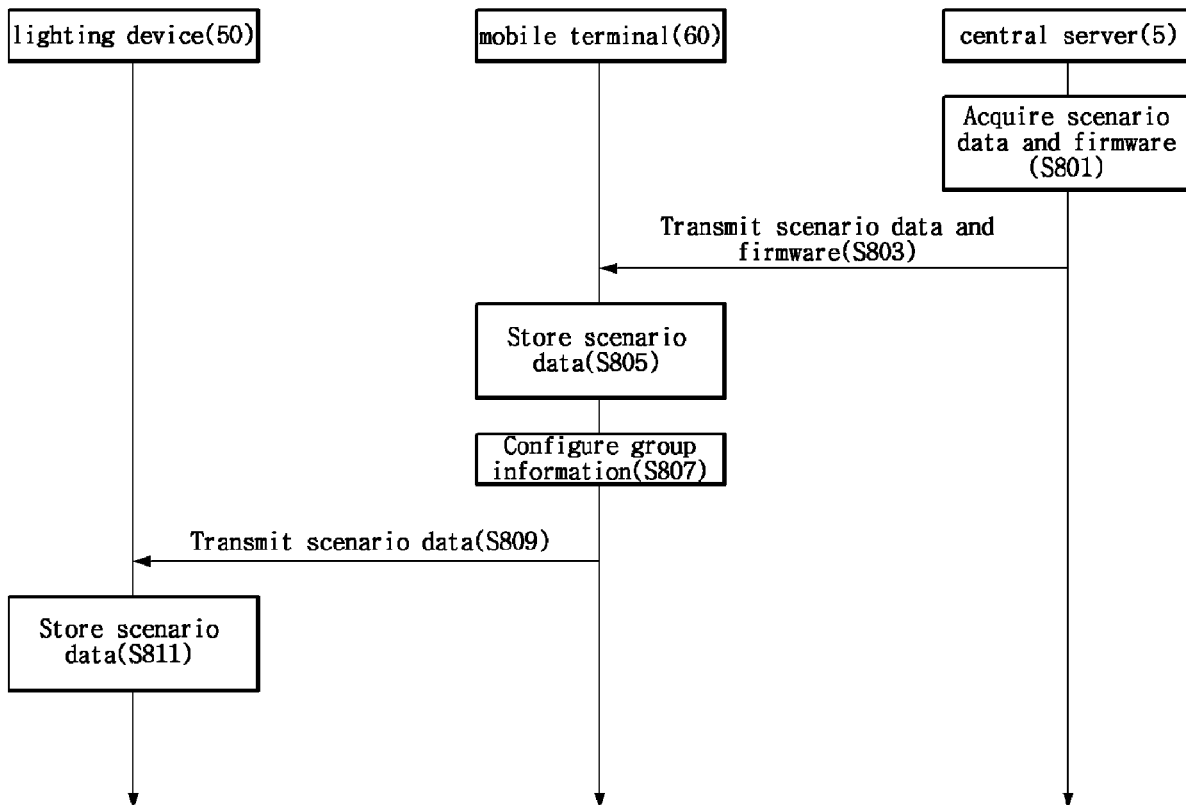 lighting device(50)
mobile terminal(60)
central server(5)
Acquire scenario
data and firmware
(S801)
Transmit scenario data and
firmware(S803)
Store scenario
data(S805)
Configure group
information(S807)
Transmit scenario data(S809)
Store scenario
data(S811)